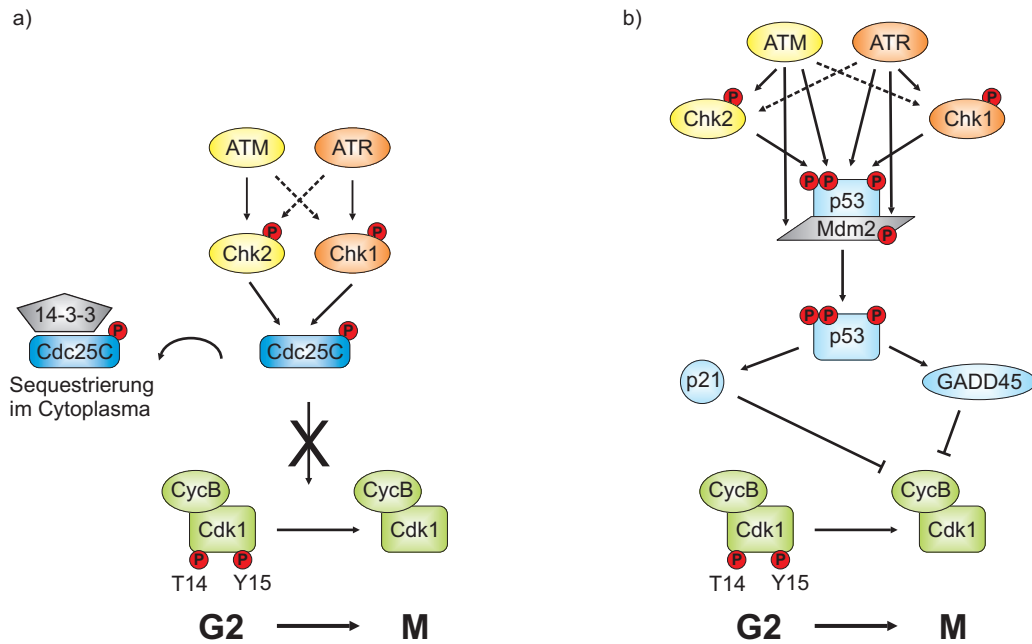 a)
ATM
ATR
P
P
Chk2
Chk1
14-3-3
P
P
Cdc25C
Cdc25C
Sequestrierung
im Cytoplasma
X
CycB
CycB
Cdk1
Cdk1
P
P
T14
Y15
G2
M
b)
ATM
ATR
P
P
Chk2
Chk1
P
P
P
p53
Mdm2
P
P
P
P
p53
p21
GADD45
CycB
CycB
Cdk1
Cdk1
P
P
T14
Y15
G2
M